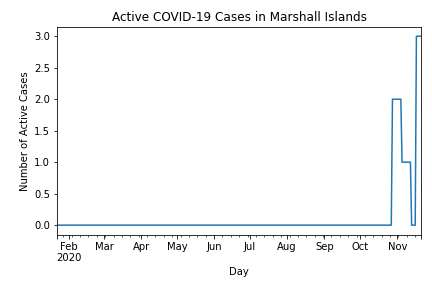 Active COVID-19 Cases in Marshall Islands
Number of Active Cases
3.0
2.5
2.0
1.5
1.0
0.5
0.0
Feb Mar Apr May Jun Jul Aug Sep Oct Nov
2020
Day